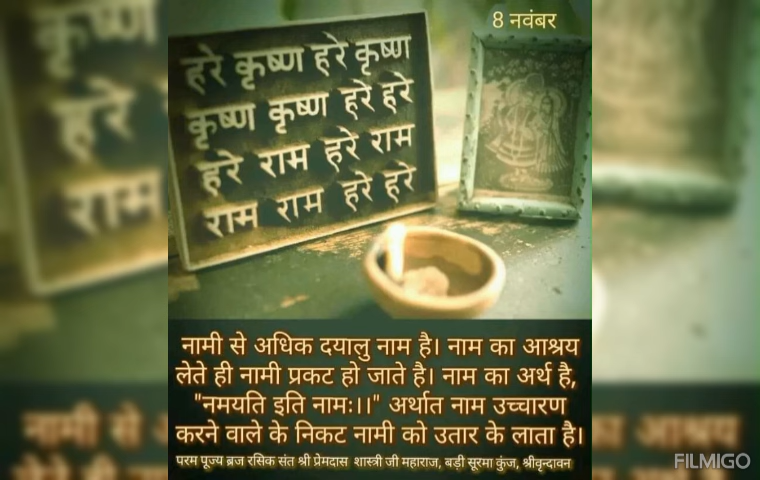 8 नवंबर
हरे कृष्ण हरे कृष्ण
कृष्ण कृष्ण हरे हरे
हरे राम हरे राम
राम राम हरे हरे
नामी से अधिक दयालु नाम है। नाम का आश्रय
लेते ही नामी प्रकट हो जाते है। नाम का अर्थ है,
"नमयति इति नामः।।" अर्थात नाम उच्चारण
करने वाले के निकट नामी को उतार के लाता है।
परम पूज्य ब्रज रसिक संत श्री प्रेमदास शास्त्री जी महाराज, बड़ी सूरमा कुंज, श्रीवृन्दावन
FILMIGO